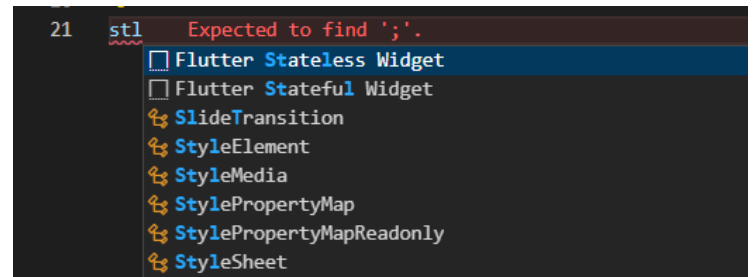 21 stl Expected to find ';'.
Flutter Stateless Widget
Flutter Stateful Widget
SlideTransition
StyleElement
StyleMedia
StylePropertyMap
StylePropertyMapReadonly
StyleSheet